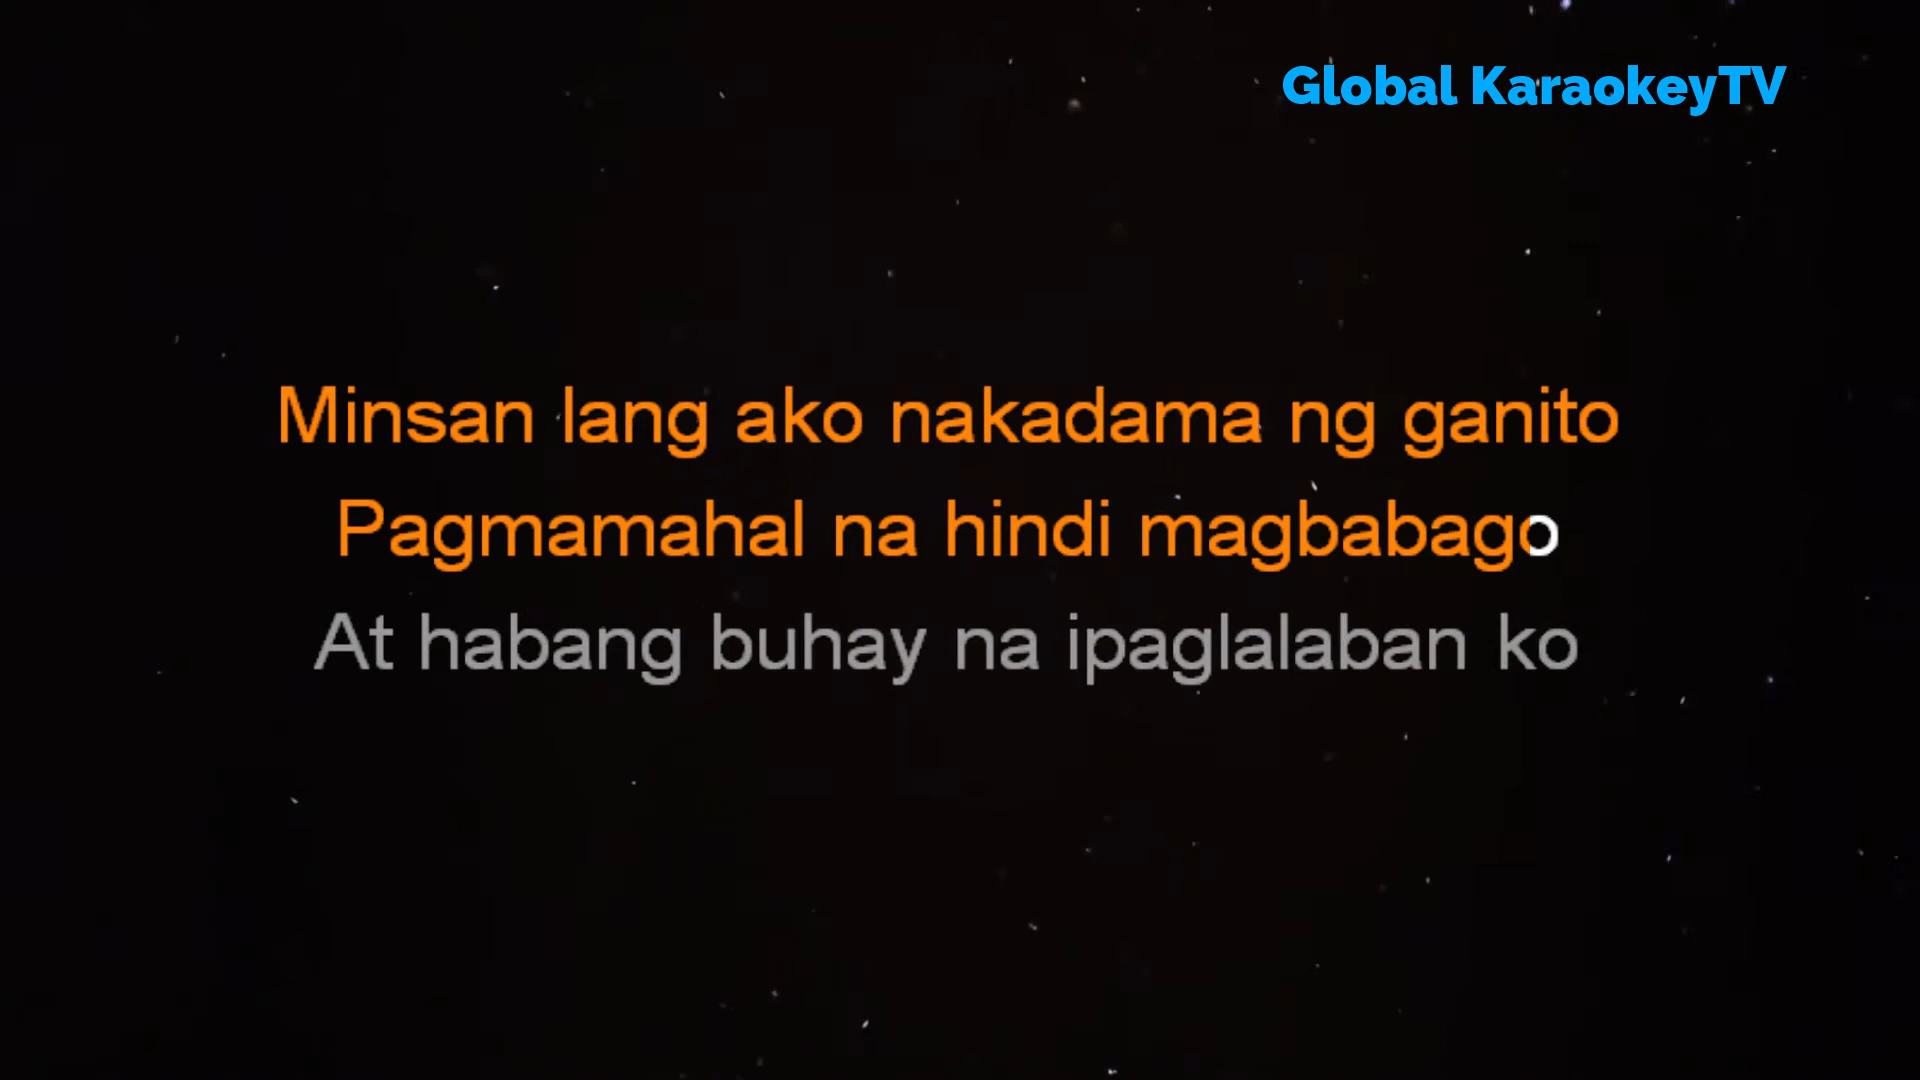 Global KaraokeyTV
Minsan lang ako nakadama ng ganito
Pagmamahal na hindi magbabago
At habang buhay na ipaglalaban ko